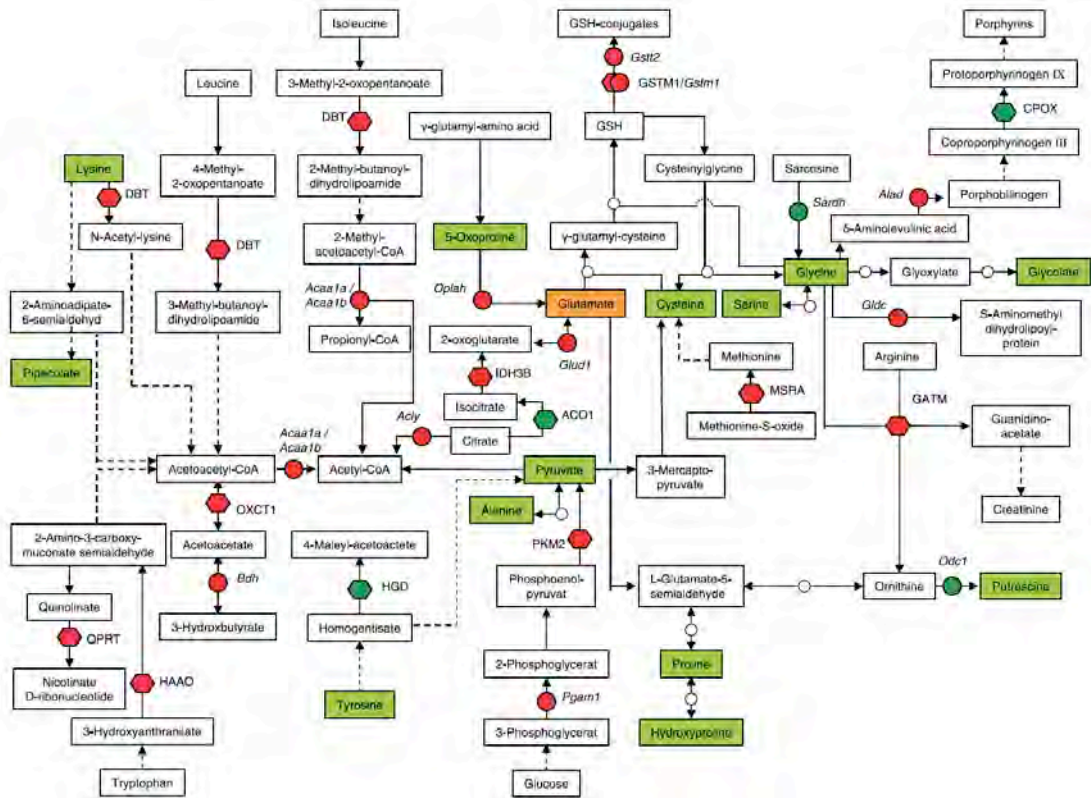 Isoleucine
GSH-conjugates
Porphyrins
Gstt2
Leucine
3-Methyl-2-oxopentanoate
GSTM1/Gstm1
Protoporphyrinogen IX
DBT
γ-glutamyl-amino acid
GSH
CPOX
Coproporphyrinogen III
Lysine
4-Methyl-
2-oxopentanoate
2-Methyl-butanoyl-
dihydrolipoamide
Cysteinylglycine
Sarcosine
Alad
Porphobilinogen
DBT
Sardh
N-Acetyl-lysine
DBT
2-Methyl-
acetoacetyl-CoA
5-Oxoproline
γ-glutamyl-cysteine
δ-Aminolevulinic acid
Glycine
Glyoxylate
Glycolate
2-Aminoadipate-
6-semialdehyd
3-Methyl-butanoyl-
dihydrolipoamide
Acaa1a /
Acaa1b
Oplah
Glutamate
Cysteine
Serine
Gldc
S-Aminomethyl
dihydrolipoyl-
protein
Propionyl-CoA
2-oxoglutarate
Glud1
Methionine
Arginine
Pipecolate
IDH3B
MSRA
GATM
Isocitrate
ACO1
Methionine-S-oxide
Guanidino-
acetate
Acly
Citrate
Acaa1a /
Acaa1b
Acetoacetyl-CoA
Acetyl-CoA
Pyruvate
3-Mercapto-
pyruvate
OXCT1
Alanine
Creatinine
2-Amino-3-carboxy-
muconate semialdehyde
Acetoacetate
4-Maleyl-acetoactete
PKM2
Bdh
HGD
Phosphoenol-
pyruvat
L-Glutamate-5-
semialdehyde
Ornithine
Odc1
Putrescine
Quinolinate
3-Hydroxbutyrate
Homogentisate
QPRT
2-Phosphoglycerat
Proline
Nicotinate
D-ribonucleotide
HAAO
Tyrosine
Pgam1
3-Hydroxyanthranilate
3-Phosphoglycerat
Hydroxyproline
Tryptophan
Glucose